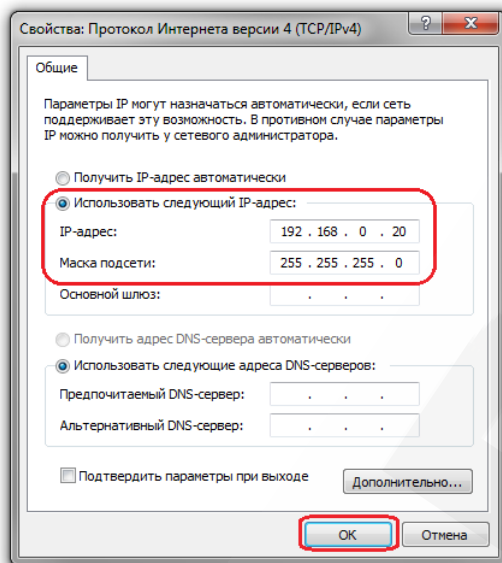 Свойства: Протокол Интернета версии 4 (TCP/IPv4)
Общие
Параметры IP могут назначаться автоматически, если сеть
поддерживает эту возможность. В противном случае параметры
IP можно получить у сетевого администратора.
Получить IP-адрес автоматически
Использовать следующий IP-адрес:
IP-адрес: 192 . 168 . 0 . 20
Маска подсети: 255 . 255 . 255 . 0
Основной шлюз: . . .
Получить адрес DNS-сервера автоматически
Использовать следующие адреса DNS-серверов:
Предпочитаемый DNS-сервер: . . .
Альтернативный DNS-сервер: . . .
Подтвердить параметры при выходе
Дополнительно...
ОК Отмена